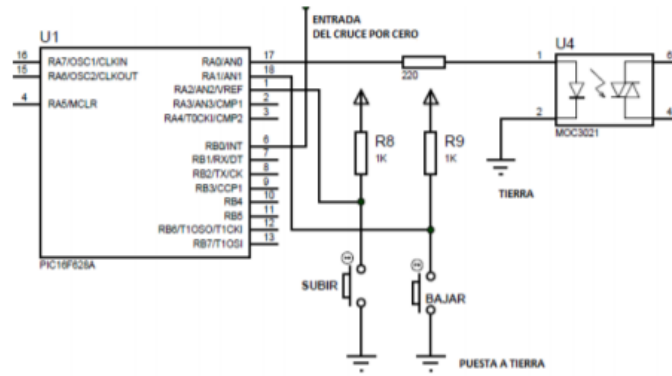 ENTRADA
DEL CRUCE POR CERO
U1
16 RA7/OSC1/CLKIN
15 RA6/OSC2/CLKOUT
4 RA5/MCLR
RA0/AN0 17
RA1/AN1 18
RA2/AN2/VREF 1
RA3/AN3/CMP1 2
RA4/T0CKI/CMP2 3
RB0/INT 6
RB1/RX/DT 7
RB2/TX/CK 8
RB3/CCP1 9
RB4 10
RB5 11
RB6/T1OSO/T1CKI 12
RB7/T1OSI 13
PIC16F628A
220
R8
1K
R9
1K
U4
1
2
6
4
MOC3021
TIERRA
SUBIR
BAJAR
PUESTA A TIERRA